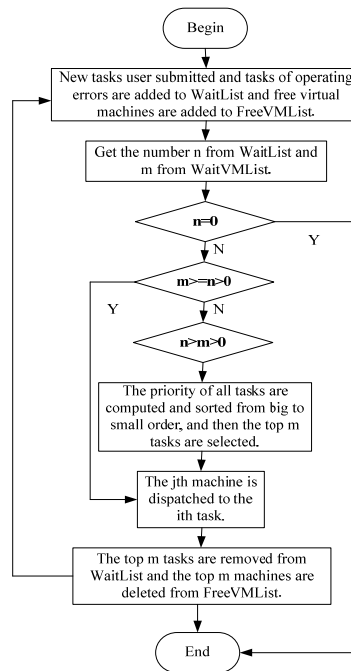 Begin
New tasks user submitted and tasks of operating
errors are added to WaitList and free virtual
machines are added to FreeVMList.
Get the number n from WaitList and
m from WaitVMList.
n=0
Y
N
m>=n>0
Y
N
n>m>0
The priority of all tasks are
computed and sorted from big to
small order, and then the top m
tasks are selected.
The jth machine is
dispatched to the
ith task.
The top m tasks are removed from
WaitList and the top m machines are
deleted from FreeVMList.
End